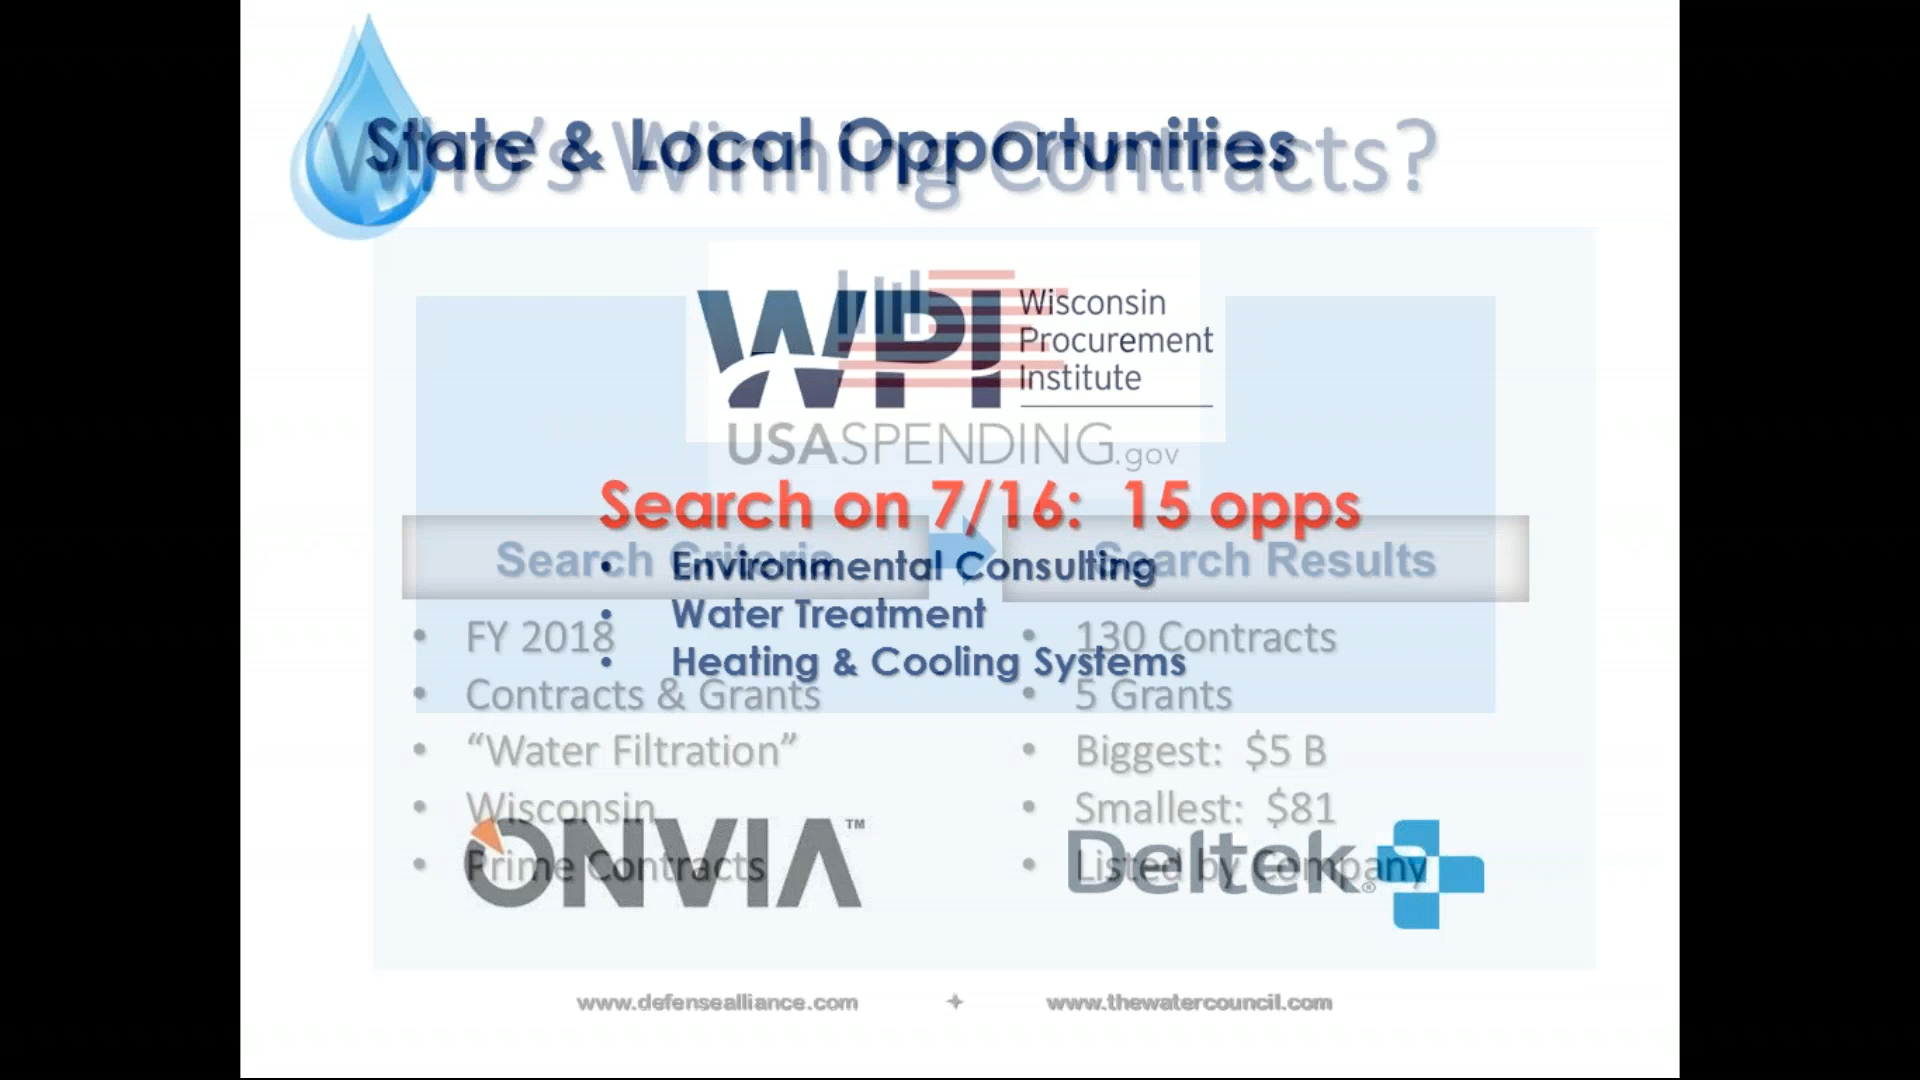 State & Local Opportunities
Who's Winning Contracts?
WPI
Wisconsin
Procurement
Institute
USASPENDING.gov
Search on 7/16: 15 opps
• Environmental Consulting
• Water Treatment
• Heating & Cooling Systems
Search Criteria
Search Results
• FY 2018
• Contracts & Grants
• “Water Filtration”
• Wisconsin
• Prime Contracts
• 130 Contracts
• 5 Grants
• Biggest: $5 B
• Smallest: $81
• Listed by Company
ONVIA™
Deltek®
www.defensealliance.com + www.thewatercouncil.com